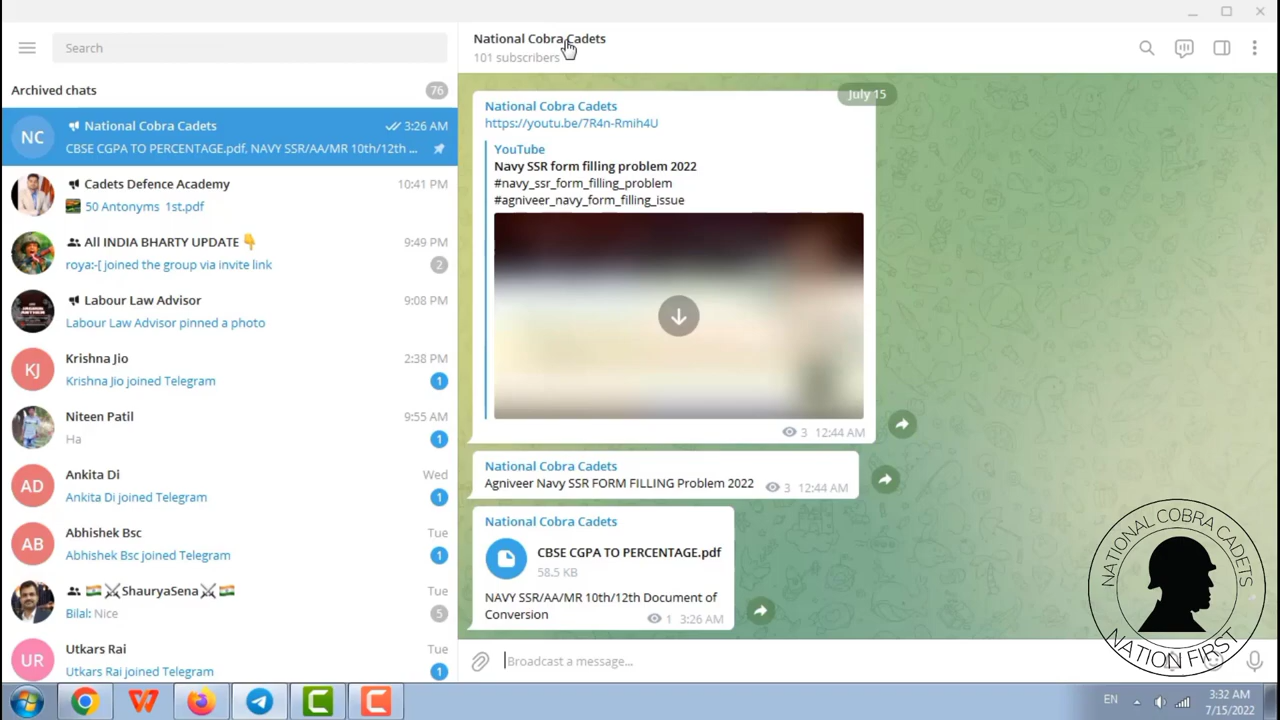 Search
Archived chats
76
NC
National Cobra Cadets
3:26 AM
CBSE CGPA TO PERCENTAGE.pdf, NAVY SSR/AA/MR 10th/12th ...
Cadets Defence Academy
10:41 PM
50 Antonyms 1st.pdf
All INDIA BHARTY UPDATE 👇
9:49 PM
roya:-[ joined the group via invite link
2
Labour Law Advisor
9:08 PM
Labour Law Advisor pinned a photo
KJ
Krishna Jio
2:38 PM
Krishna Jio joined Telegram
1
Niteen Patil
9:55 AM
Ha
1
AD
Ankita Di
Wed
Ankita Di joined Telegram
1
AB
Abhishek Bsc
Tue
Abhishek Bsc joined Telegram
1
🇮🇳⚔ShauryaSena⚔🇮🇳
Tue
Bilal: Nice
5
UR
Utkars Rai
Tue
Utkars Rai joined Telegram
1
National Cobra Cadets
101 subscribers
July 15
National Cobra Cadets
https://youtu.be/7R4n-Rmih4U
YouTube
Navy SSR form filling problem 2022
#navy_ssr_form_filling_problem
#agniveer_navy_form_filling_issue
3 12:44 AM
National Cobra Cadets
Agniveer Navy SSR FORM FILLING Problem 2022
3 12:44 AM
National Cobra Cadets
CBSE CGPA TO PERCENTAGE.pdf
58.5 KB
NAVY SSR/AA/MR 10th/12th Document of
Conversion
1 3:26 AM
Broadcast a message...
NATIONAL COBRA CADETS
NATION FIRST
EN
3:32 AM
7/15/2022